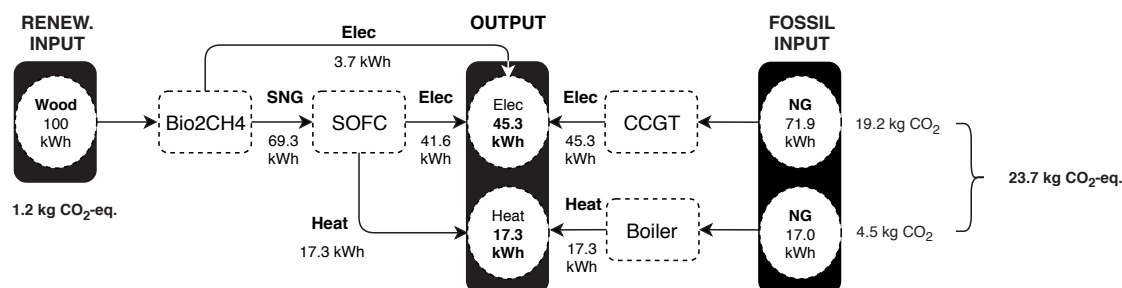 RENEW.
INPUT
OUTPUT
FOSSIL
INPUT
Elec
3.7 kWh
Wood
100
kWh
Bio2CH4
SNG
69.3
kWh
SOFC
Elec
41.6
kWh
Elec
45.3
kWh
Elec
45.3
kWh
CCGT
NG
71.9
kWh
19.2 kg CO₂
23.7 kg CO₂-eq.
1.2 kg CO₂-eq.
Heat
17.3 kWh
Heat
17.3
kWh
Heat
17.3
kWh
Boiler
NG
17.0
kWh
4.5 kg CO₂